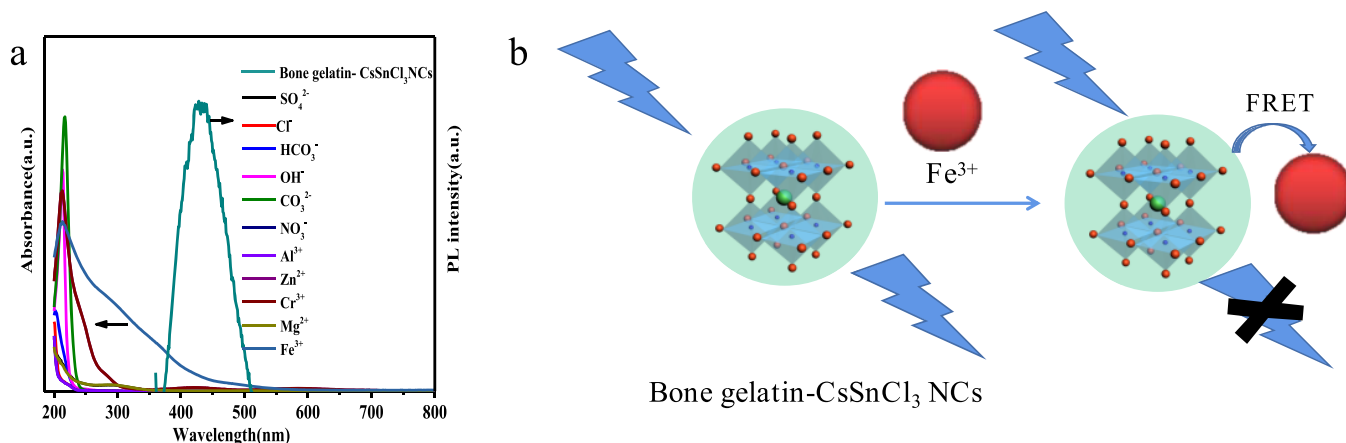 a
Absorbance(a.u.)
PL intensity(a.u.)
Bone gelatin- CsSnCl₃NCs
SO₄²⁻
Cl⁻
HCO₃⁻
OH⁻
CO₃²⁻
NO₃⁻
Al³⁺
Zn²⁺
Cr³⁺
Mg²⁺
Fe³⁺
200 300 400 500 600 700 800
Wavelength(nm)
b
Fe³⁺
FRET
Bone gelatin-CsSnCl₃ NCs